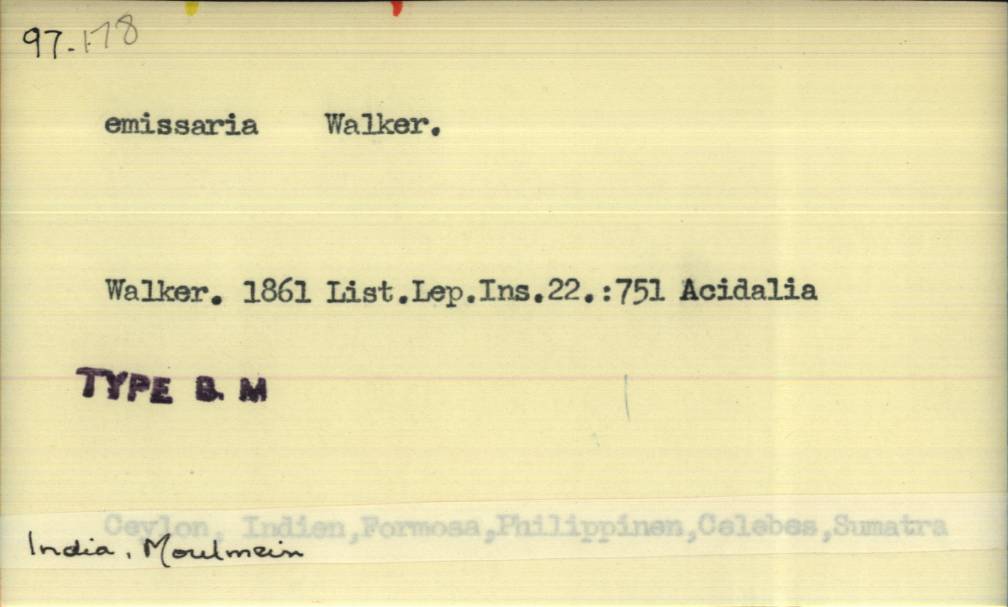 97-178
emissaria Walker.
Walker. 1861 List.Lep.Ins.22.:751 Acidalia
TYPE B. M
Ceylon, Indien,Formosa,Philippinen,Celebes,Sumatra
India, Moulmein